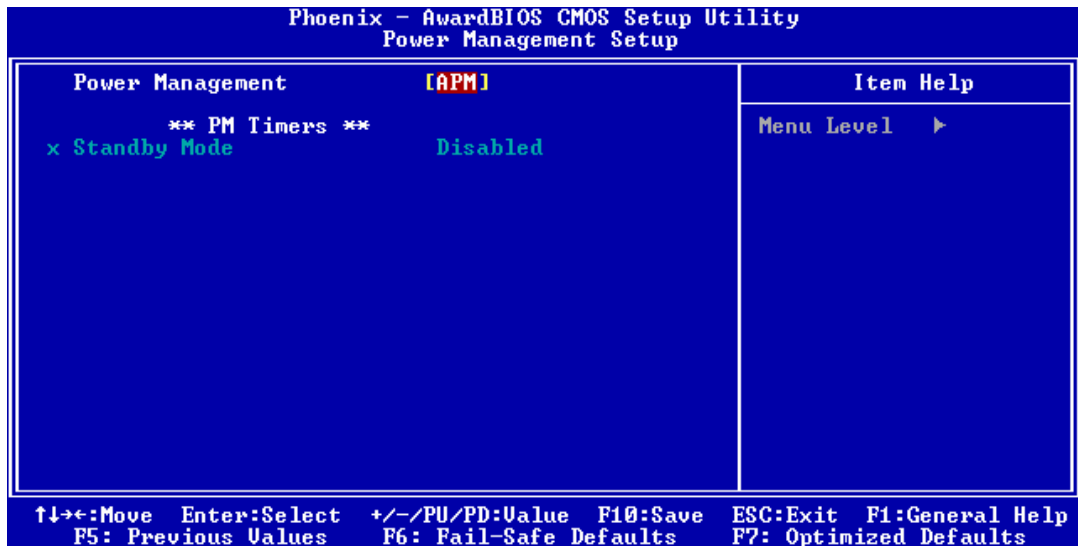 Phoenix - AwardBIOS CMOS Setup Utility
Power Management Setup
Power Management [APM]
** PM Timers **
x Standby Mode Disabled
Item Help
Menu Level ▶
↑↓→←:Move Enter:Select +/-/PU/PD:Value F10:Save ESC:Exit F1:General Help
F5: Previous Values F6: Fail-Safe Defaults F7: Optimized Defaults